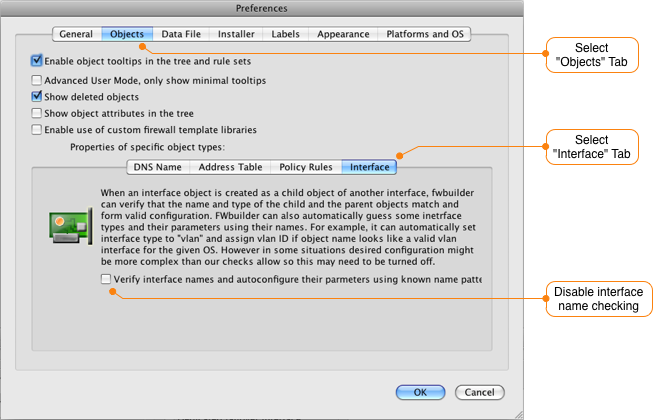 Preferences
General Objects Data File Installer Labels Appearance Platforms and OS
Select
"Objects" Tab
Enable object tooltips in the tree and rule sets
Advanced User Mode, only show minimal tooltips
Show deleted objects
Show object attributes in the tree
Enable use of custom firewall template libraries
Properties of specific object types:
Select
"Interface" Tab
DNS Name Address Table Policy Rules Interface
When an interface object is created as a child object of another interface, fwbuilder
can verify that the name and type of the child and the parent objects match and
form valid configuration. FWbuilder can also automatically guess some inetrface
types and their parameters using their names. For example, it can automatically set
interface type to "vlan" and assign vlan ID if object name looks like a valid vlan
interface for the given OS. However in some situations desired configuration might
be more complex than our checks allow so this may need to be turned off.
Verify interface names and autoconfigure their parmeters using known name patte
Disable interface
name checking
OK Cancel